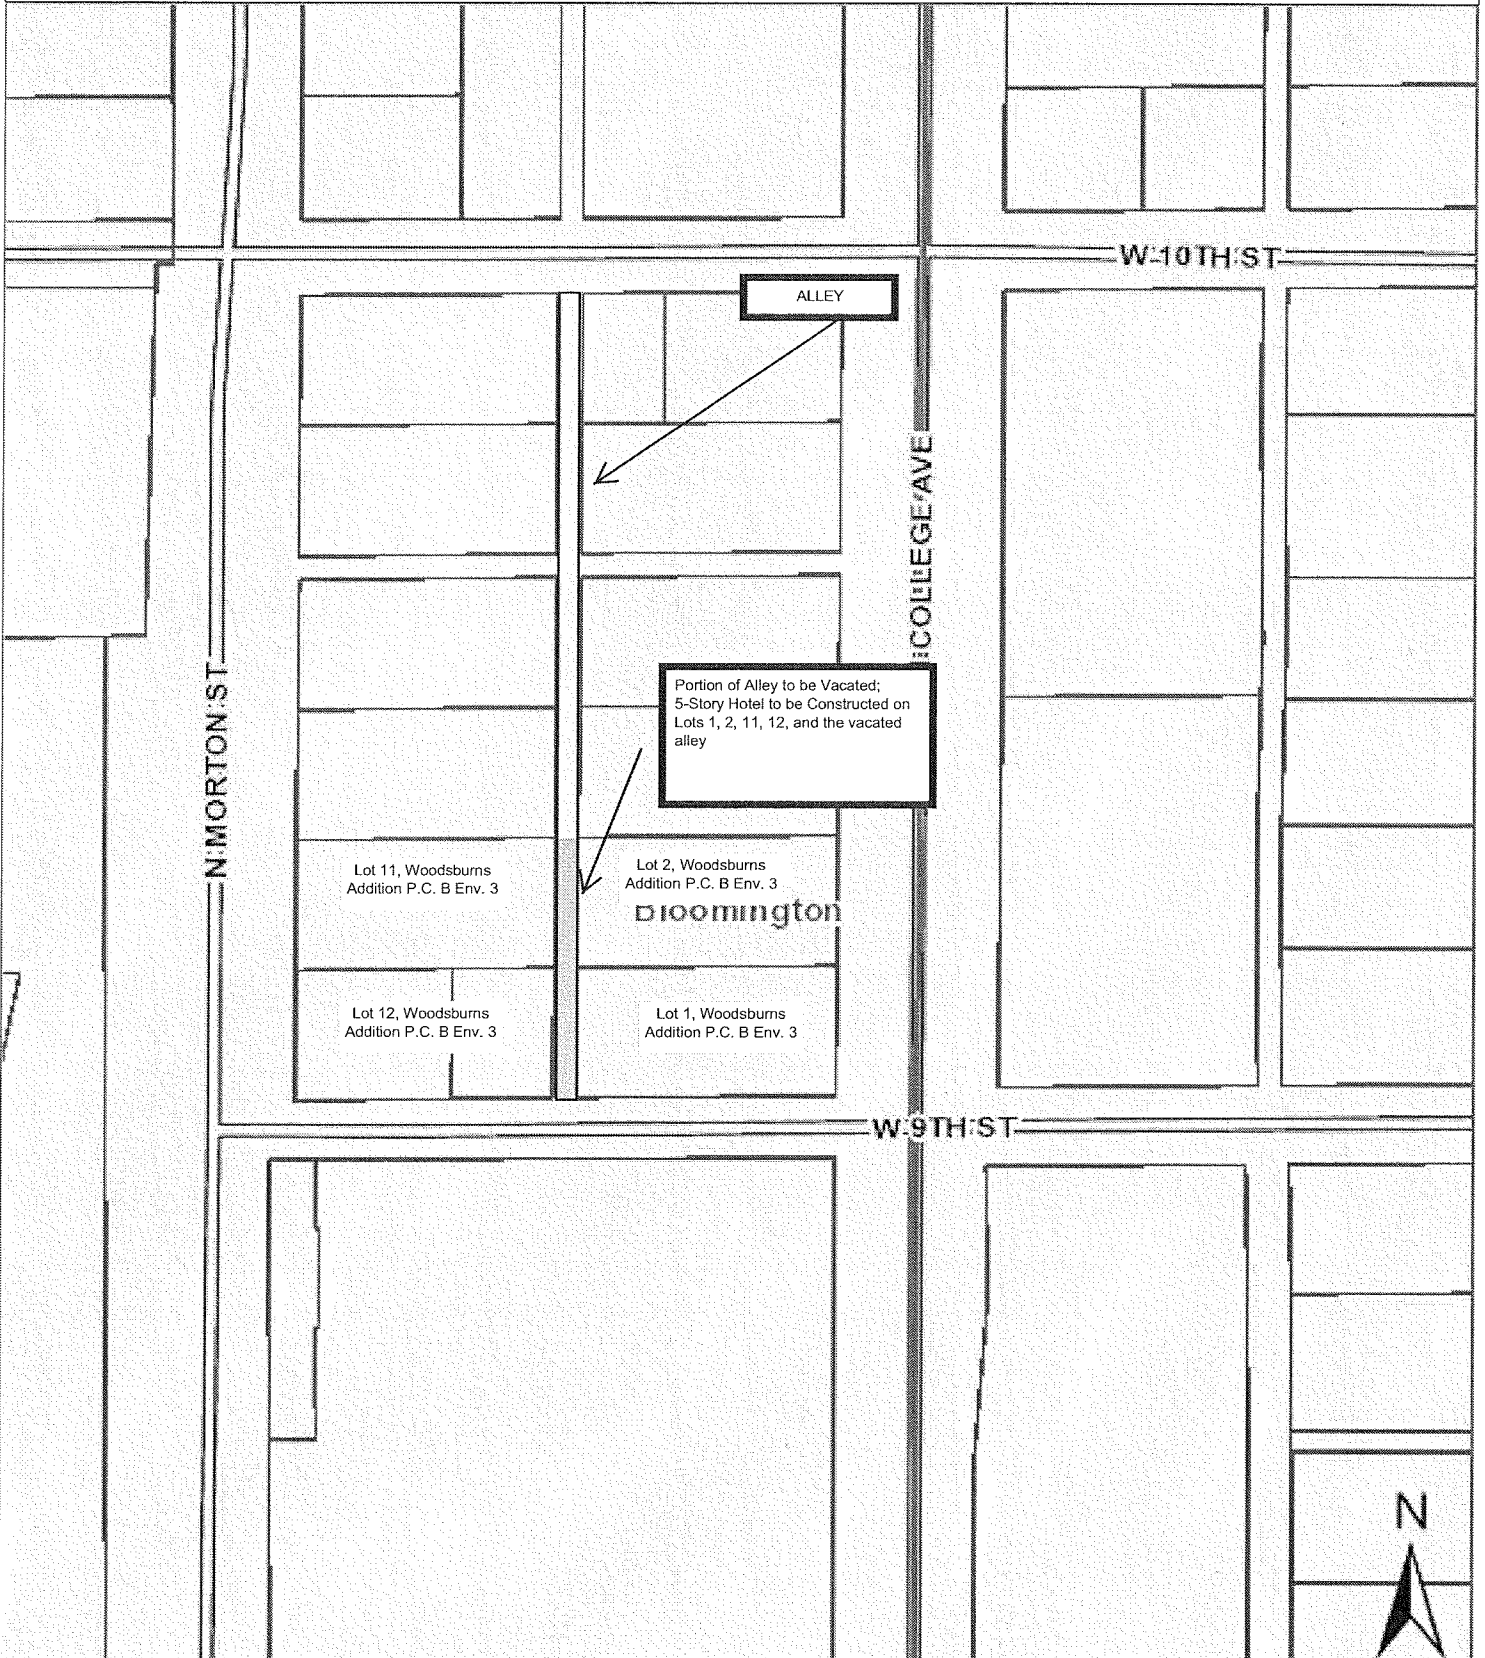 W 10TH ST
ALLEY
N COLLEGE AVE
Portion of Alley to be Vacated;
5-Story Hotel to be Constructed on
Lots 1, 2, 11, 12, and the vacated
alley
N MORTON ST
Lot 11, Woodsburns
Addition P.C. B Env. 3
Lot 2, Woodsburns
Addition P.C. B Env. 3
Bloomington
Lot 12, Woodsburns
Addition P.C. B Env. 3
Lot 1, Woodsburns
Addition P.C. B Env. 3
W 9TH ST
N